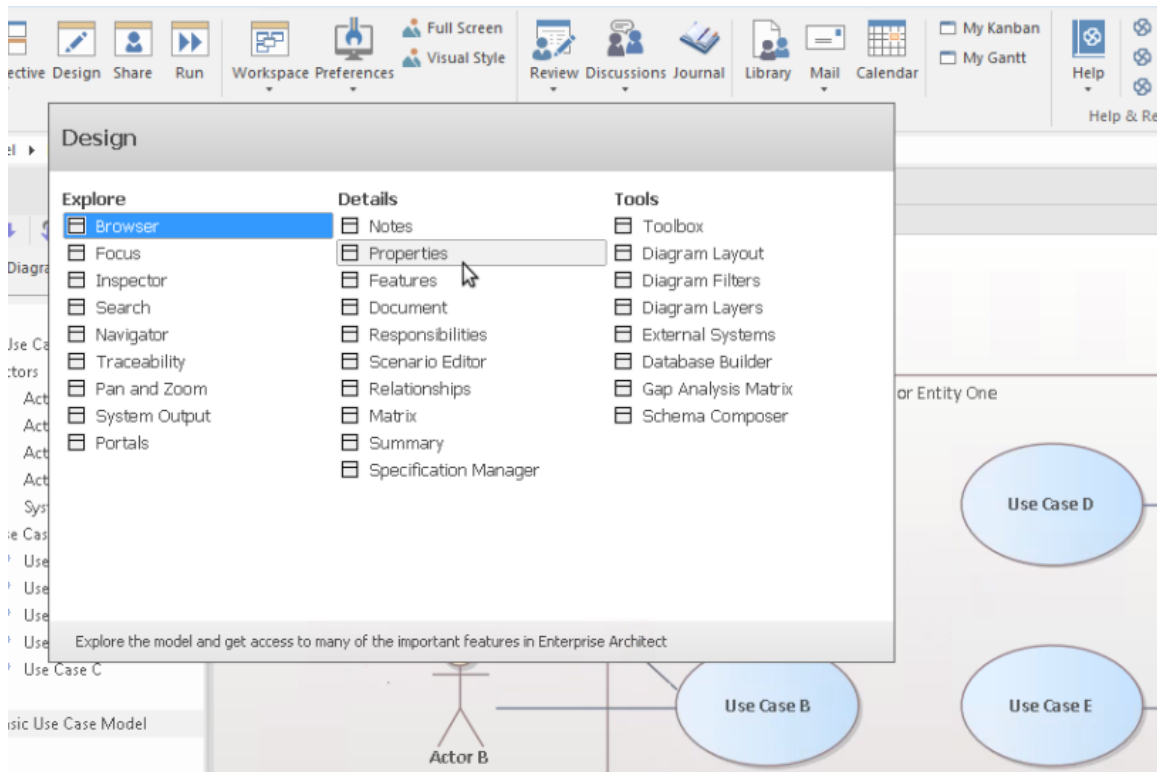 Full Screen
My Kanban
Visual Style
My Gantt
ective Design Share Run Workspace Preferences Review Discussions Journal Library Mail Calendar Help
Help & Re
el
Design
Explore Details Tools
Browser Notes Toolbox
Focus Properties Diagram Layout
Inspector Features Diagram Filters
Search Document Diagram Layers
Navigator Responsibilities External Systems
Traceability Scenario Editor Database Builder
Pan and Zoom Relationships Gap Analysis Matrix
System Output Matrix Schema Composer
Portals Summary
Specification Manager
Explore the model and get access to many of the important features in Enterprise Architect
Diagra
Jse Ca
ctors
Act
Act
Act
Act
Sys
se Cas
Use
Use
Use
Use
Use Case C
asic Use Case Model
or Entity One
Use Case D
Use Case B
Use Case E
Actor B